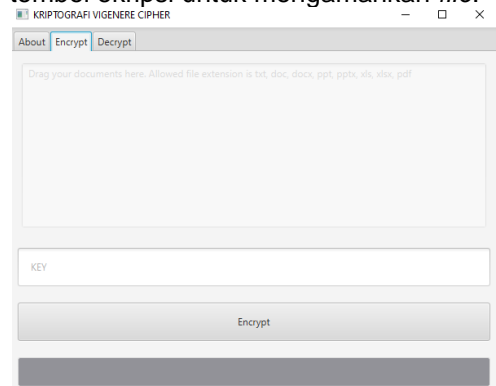 tombol ekripsi untuk mengamankan file.
KRIPTOGRAFI VIGENERE CIPHER
About Encrypt Decrypt
Drag your documents here. Allowed file extension is txt, doc, docx, ppt, pptx, xls, xlsx, pdf
KEY
Encrypt